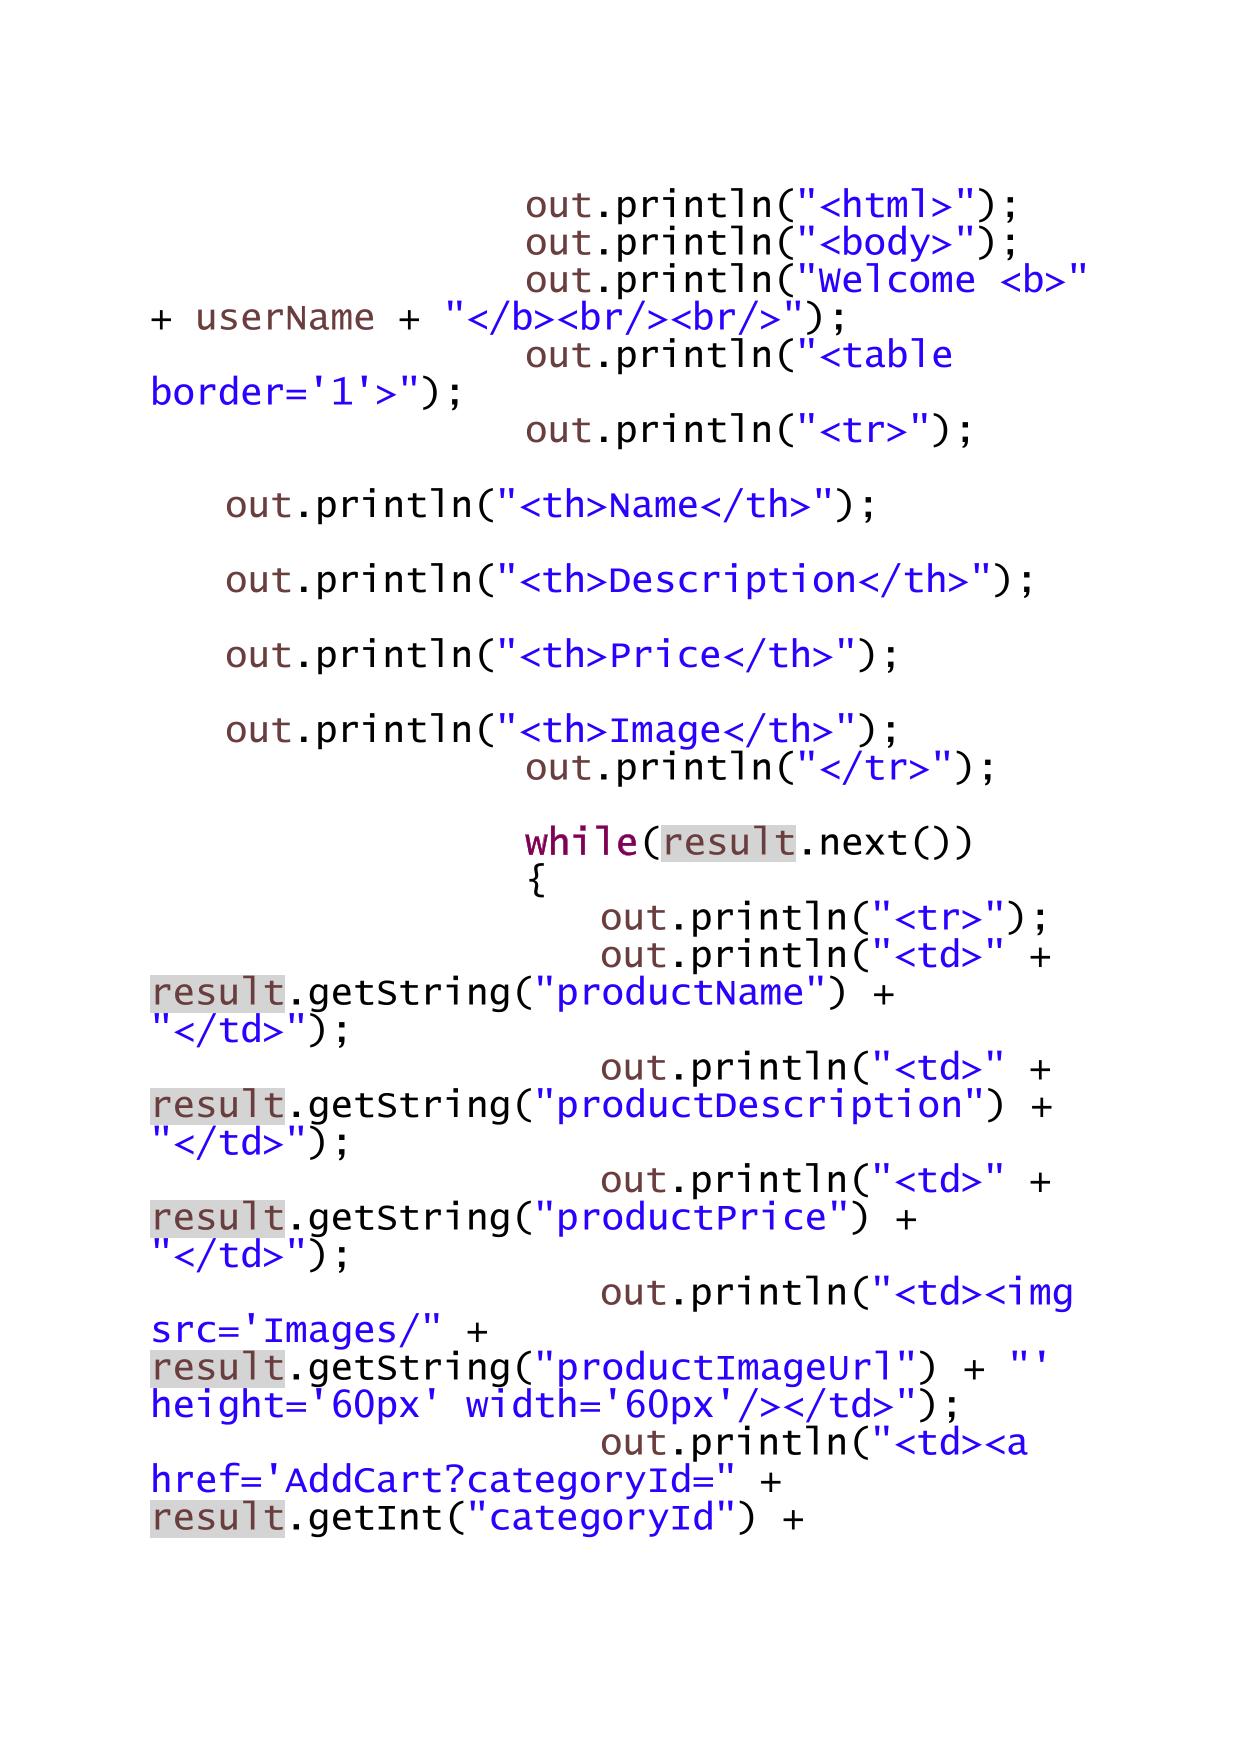 out.println("<html>");
out.println("<body>");
out.println("Welcome <b>"
+ userName + "</b><br/><br/>");
out.println("<table
border='1'>");
out.println("<tr>");
out.println("<th>Name</th>");
out.println("<th>Description</th>");
out.println("<th>Price</th>");
out.println("<th>Image</th>");
out.println("</tr>");
while(result.next())
{
out.println("<tr>");
out.println("<td>" +
result.getString("productName") +
"</td>");
out.println("<td>" +
result.getString("productDescription") +
"</td>");
out.println("<td>" +
result.getString("productPrice") +
"</td>");
out.println("<td><img
src='Images/" +
result.getString("productImageUrl") + "'
height='60px' width='60px'/></td>");
out.println("<td><a
href='AddCart?categoryId=" +
result.getInt("categoryId") +